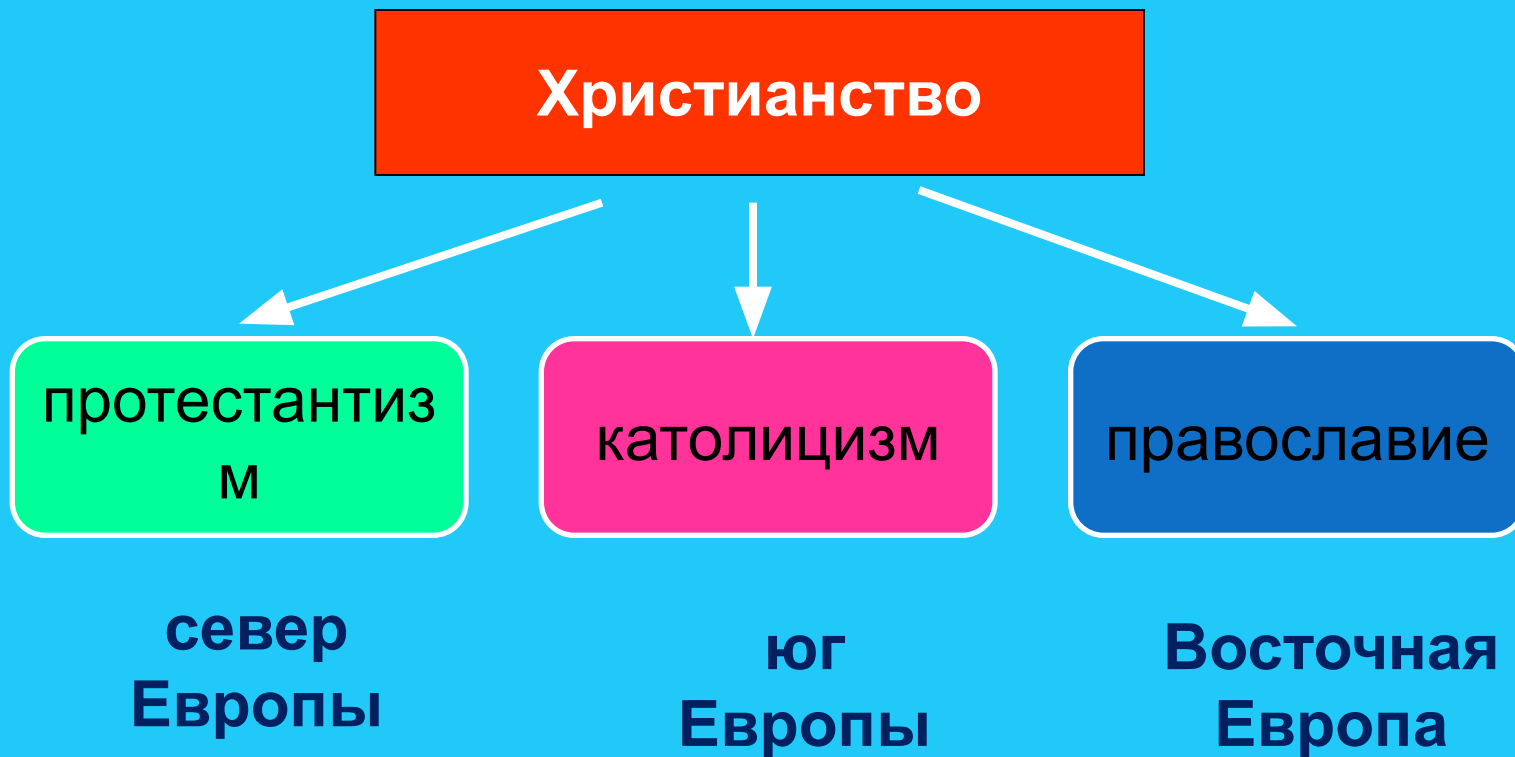 Христианство
протестантиз
м
католицизм
православие
север
Европы
юг
Европы
Восточная
Европа